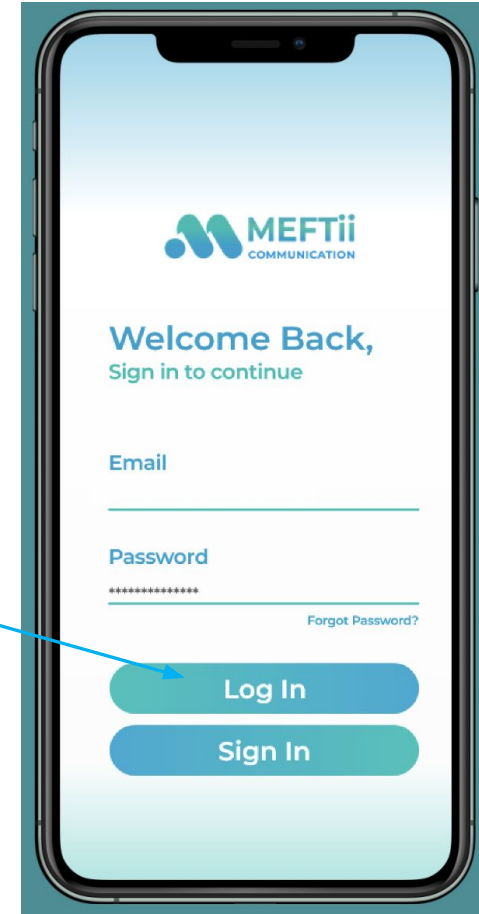 MEFTii
COMMUNICATION
Welcome Back,
Sign in to continue
Email
Password
**************
Forgot Password?
Log In
Sign In